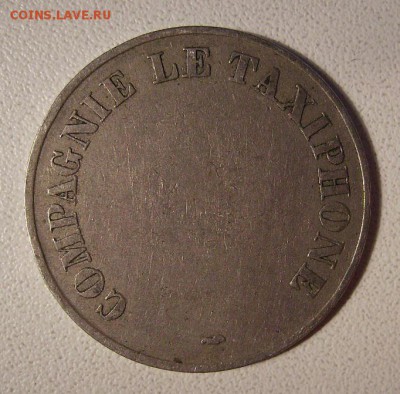 COINS.LAVE.RU
COMPAGNIE LE TAXIPHONE